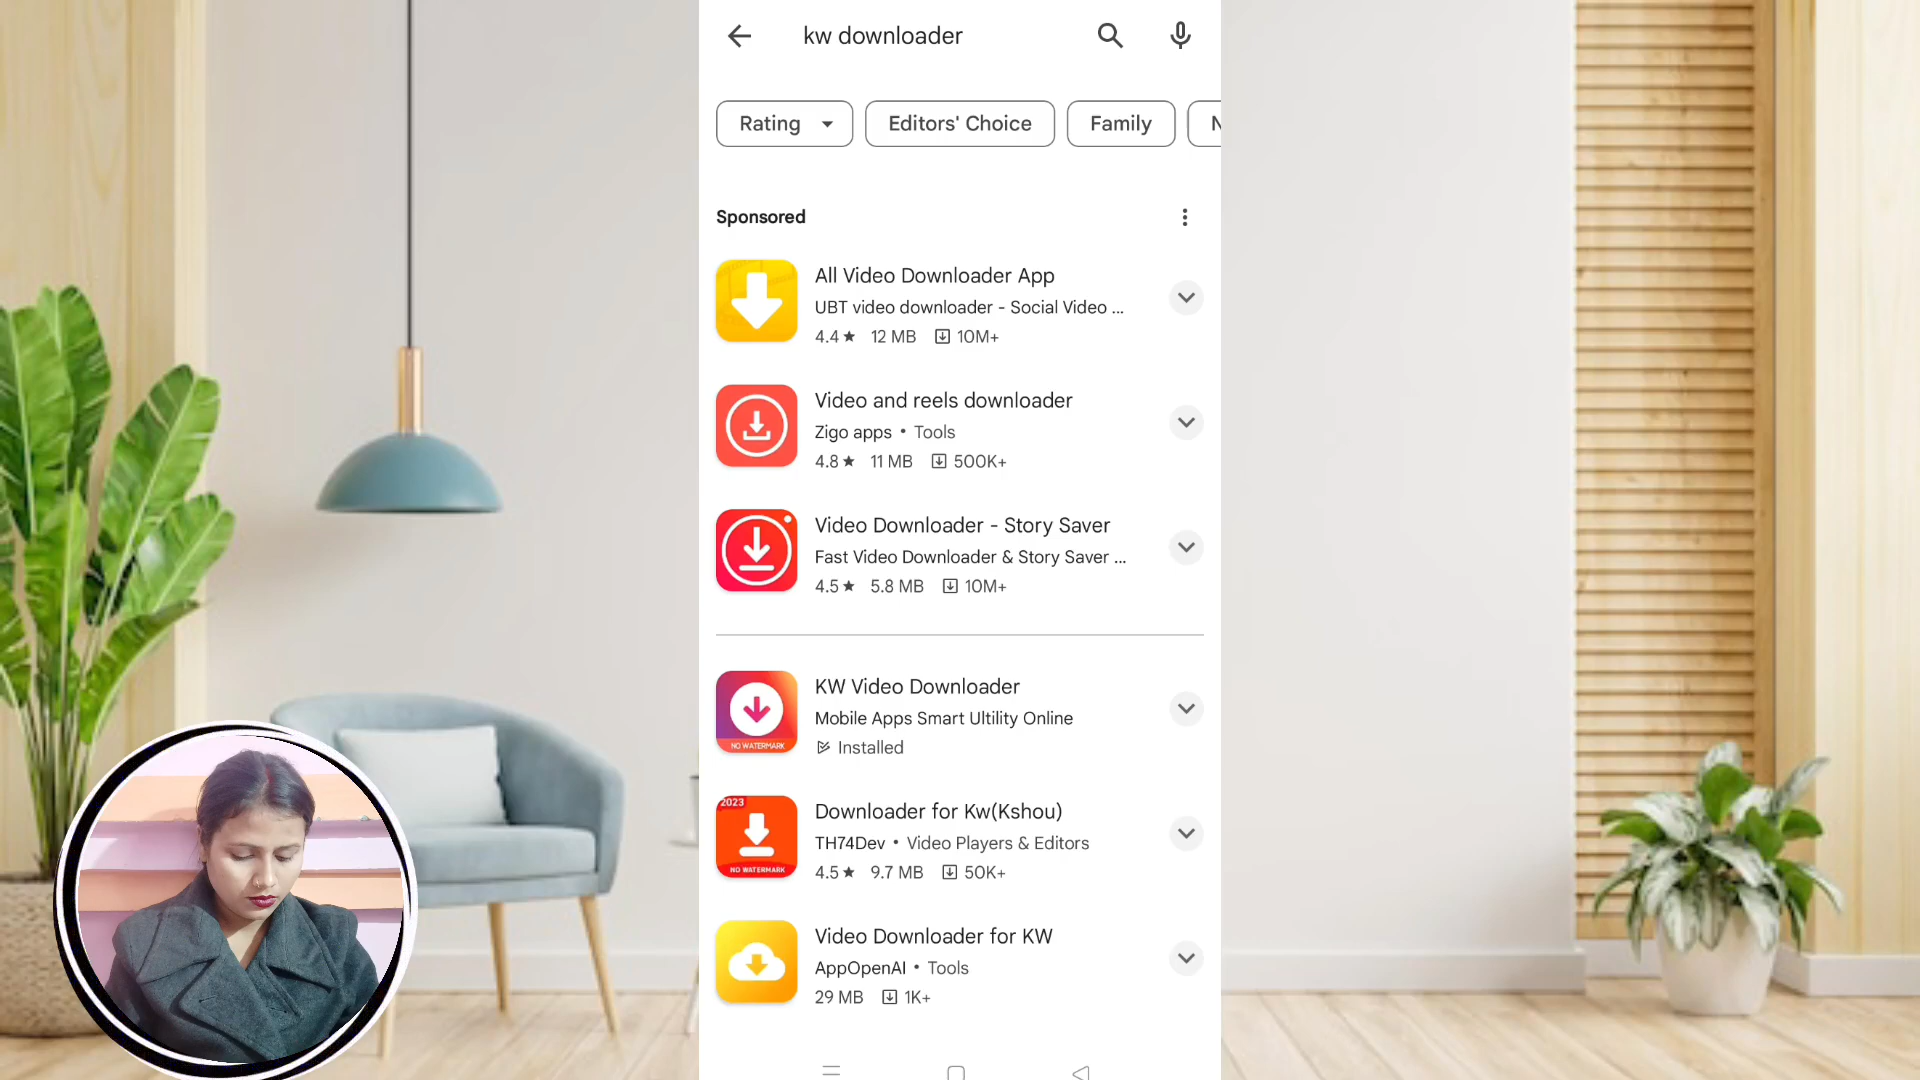 kw downloader
Rating
Editors' Choice
Family
N
Sponsored
All Video Downloader App
UBT video downloader - Social Video ...
4.4★ 12 MB 10M+
Video and reels downloader
Zigo apps • Tools
4.8★ 11 MB 500K+
Video Downloader - Story Saver
Fast Video Downloader & Story Saver ...
4.5★ 5.8 MB 10M+
KW Video Downloader
Mobile Apps Smart Ultility Online
NO WATERMARK
Installed
2023
Downloader for Kw(Kshou)
TH74Dev • Video Players & Editors
NO WATERMARK
4.5★ 9.7 MB 50K+
Video Downloader for KW
AppOpenAI • Tools
29 MB 1K+